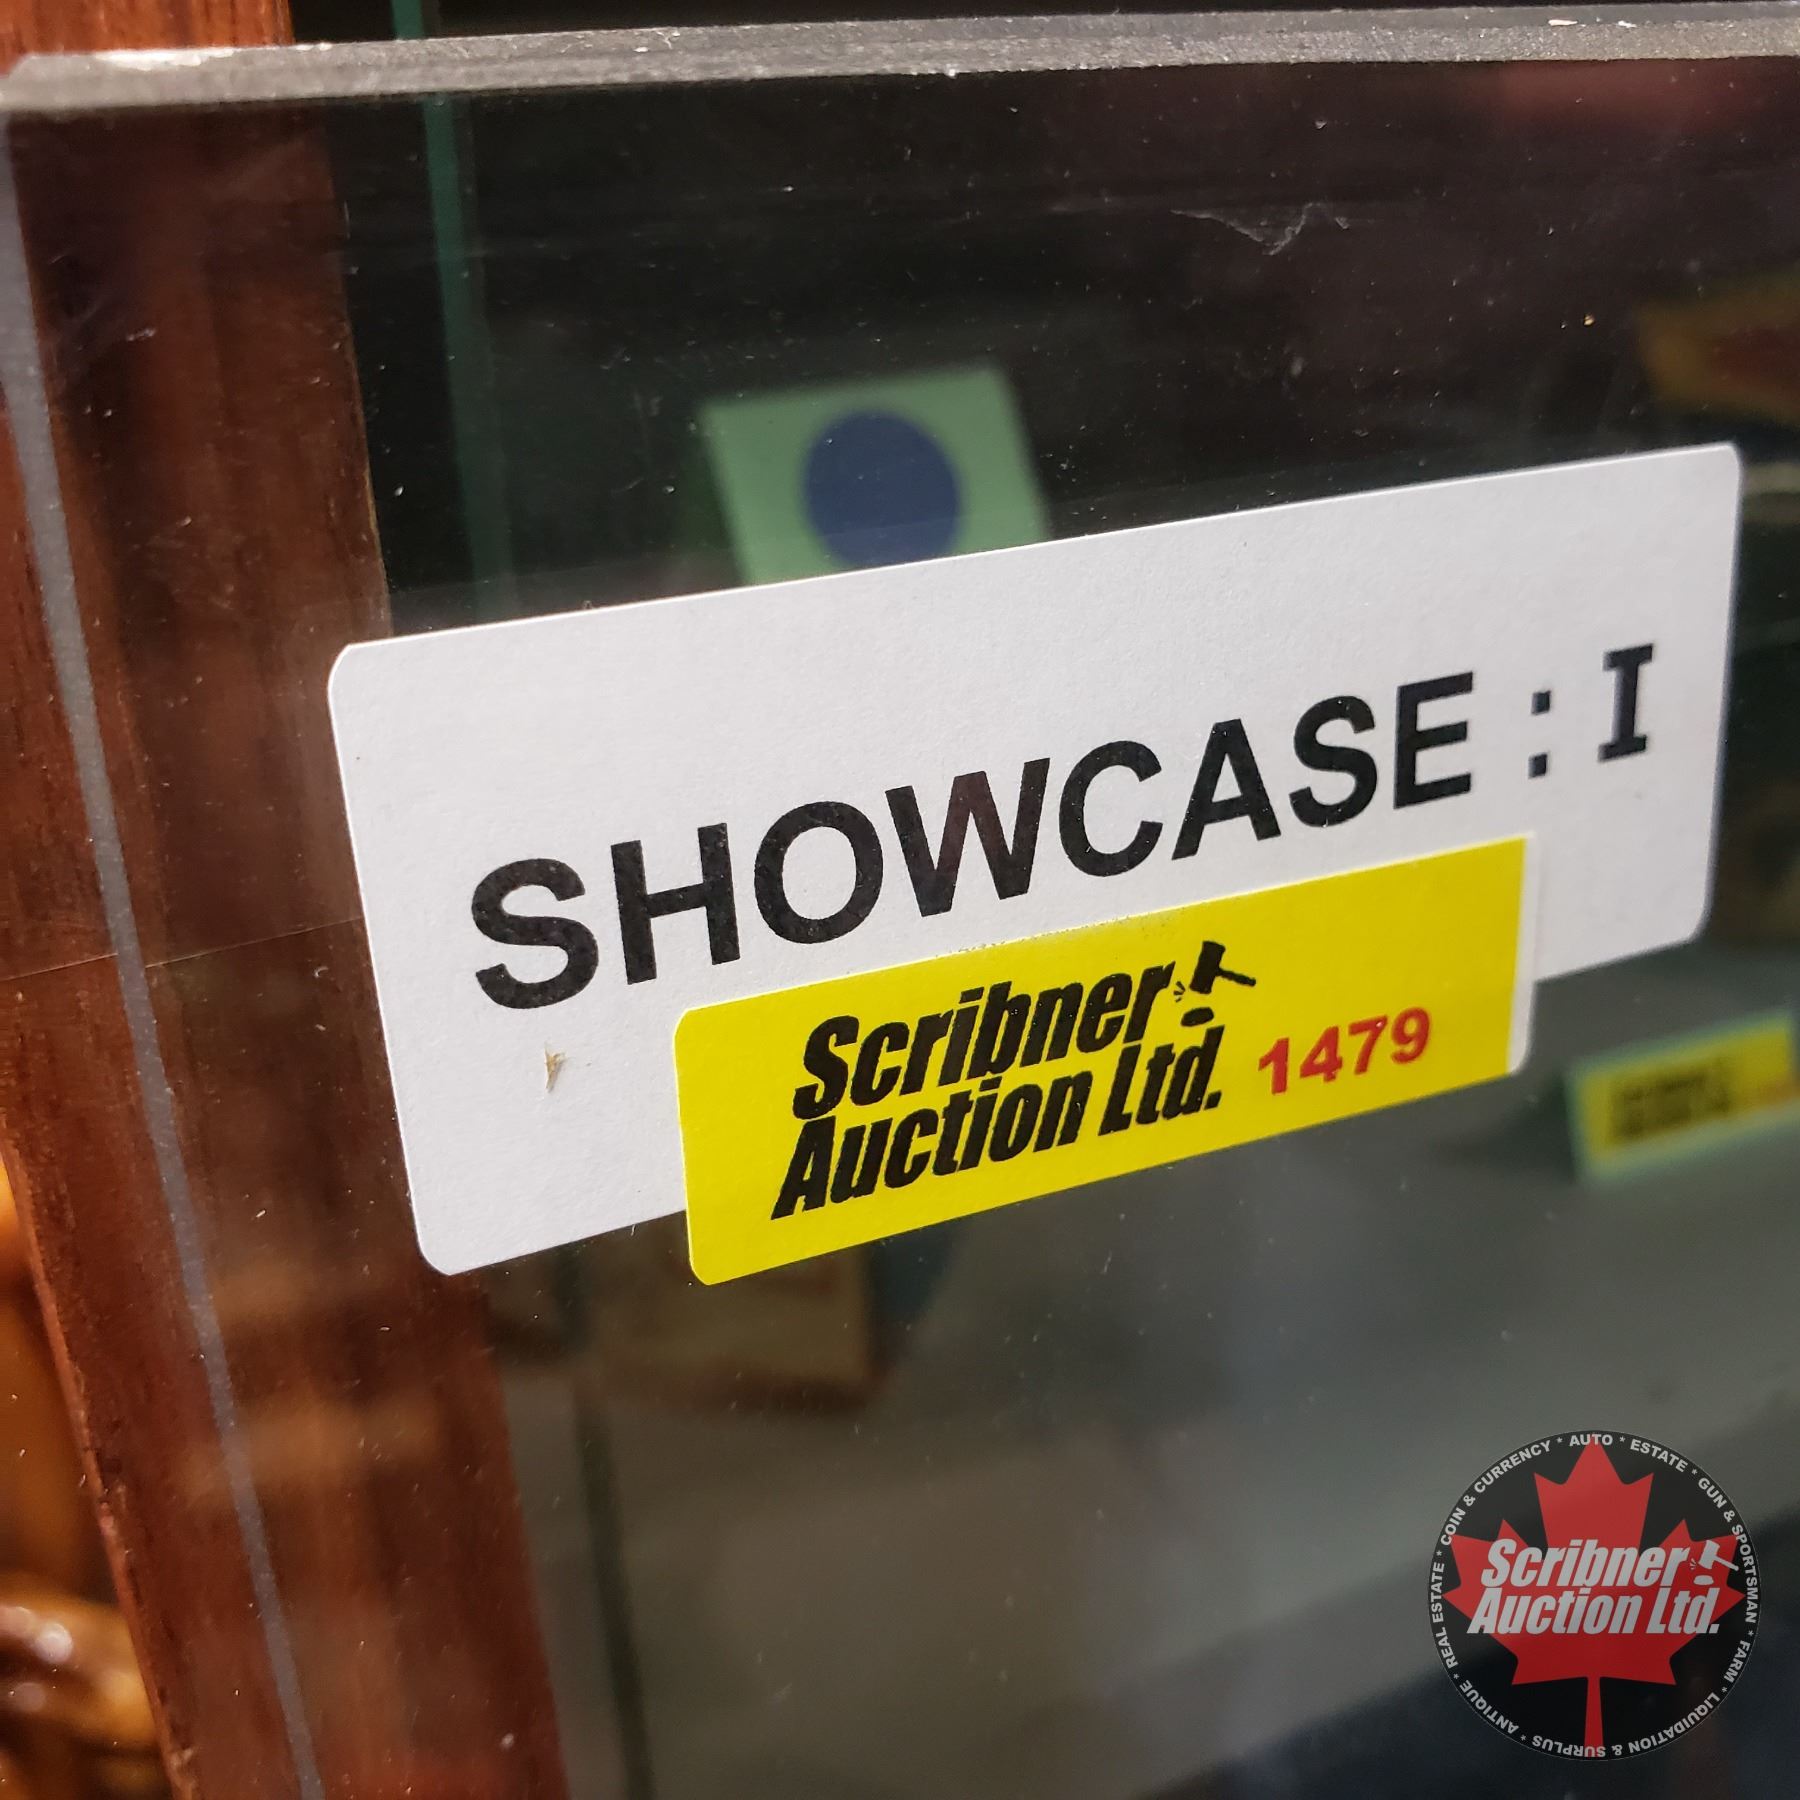 SHOWCASE : I
Scribner
Auction Ltd. 1479
COIN & CURRENCY * AUTO * ESTATE * GUN & SPORTSMAN * FARM * LIQUIDATION & SURPLUS * ANTIQUE * REAL ESTATE *
Scribner
Auction Ltd.